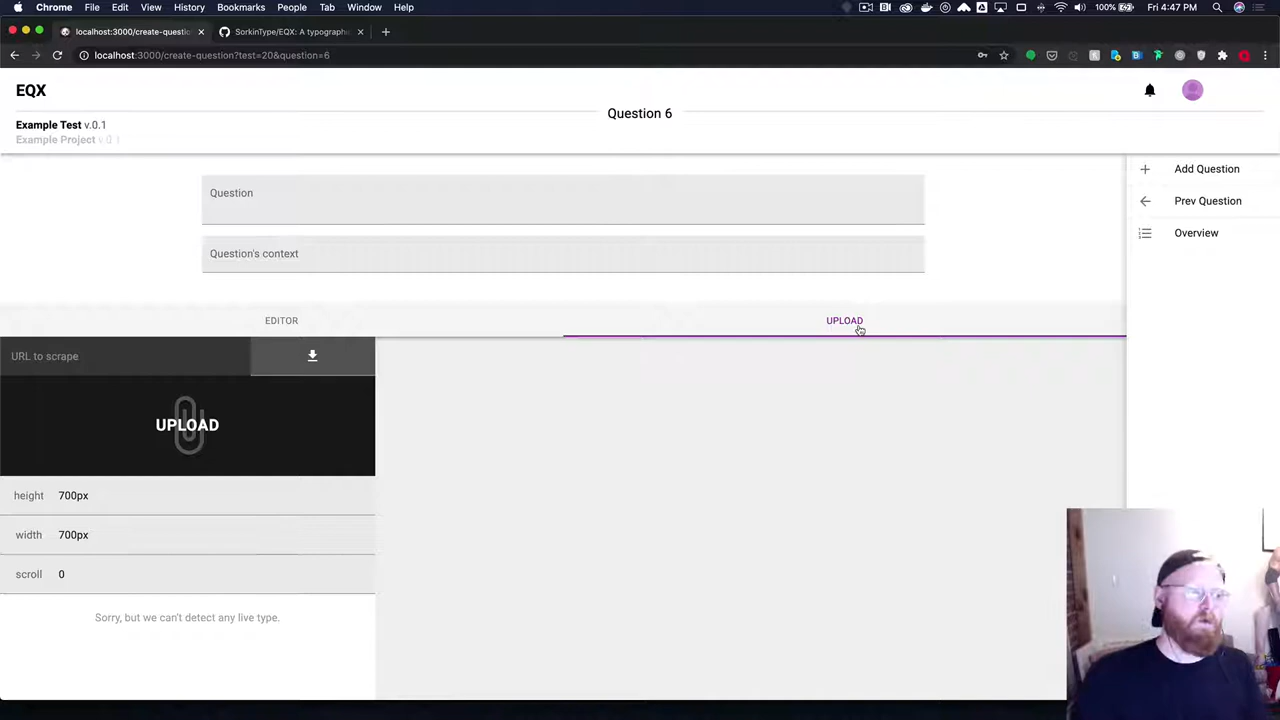 Chrome File Edit View History Bookmarks People Tab Window Help 100% Fri 4:47 PM
localhost:3000/create-questio
SorkinType/EQX: A typographi
localhost:3000/create-question?test=20&question=6
EQX
Question 6
Example Test v.0.1
Example Project v.0.1
Add Question
Prev Question
Overview
Question
Question's context
EDITOR
UPLOAD
URL to scrape
UPLOAD
height 700px
width 700px
scroll 0
Sorry, but we can't detect any live type.